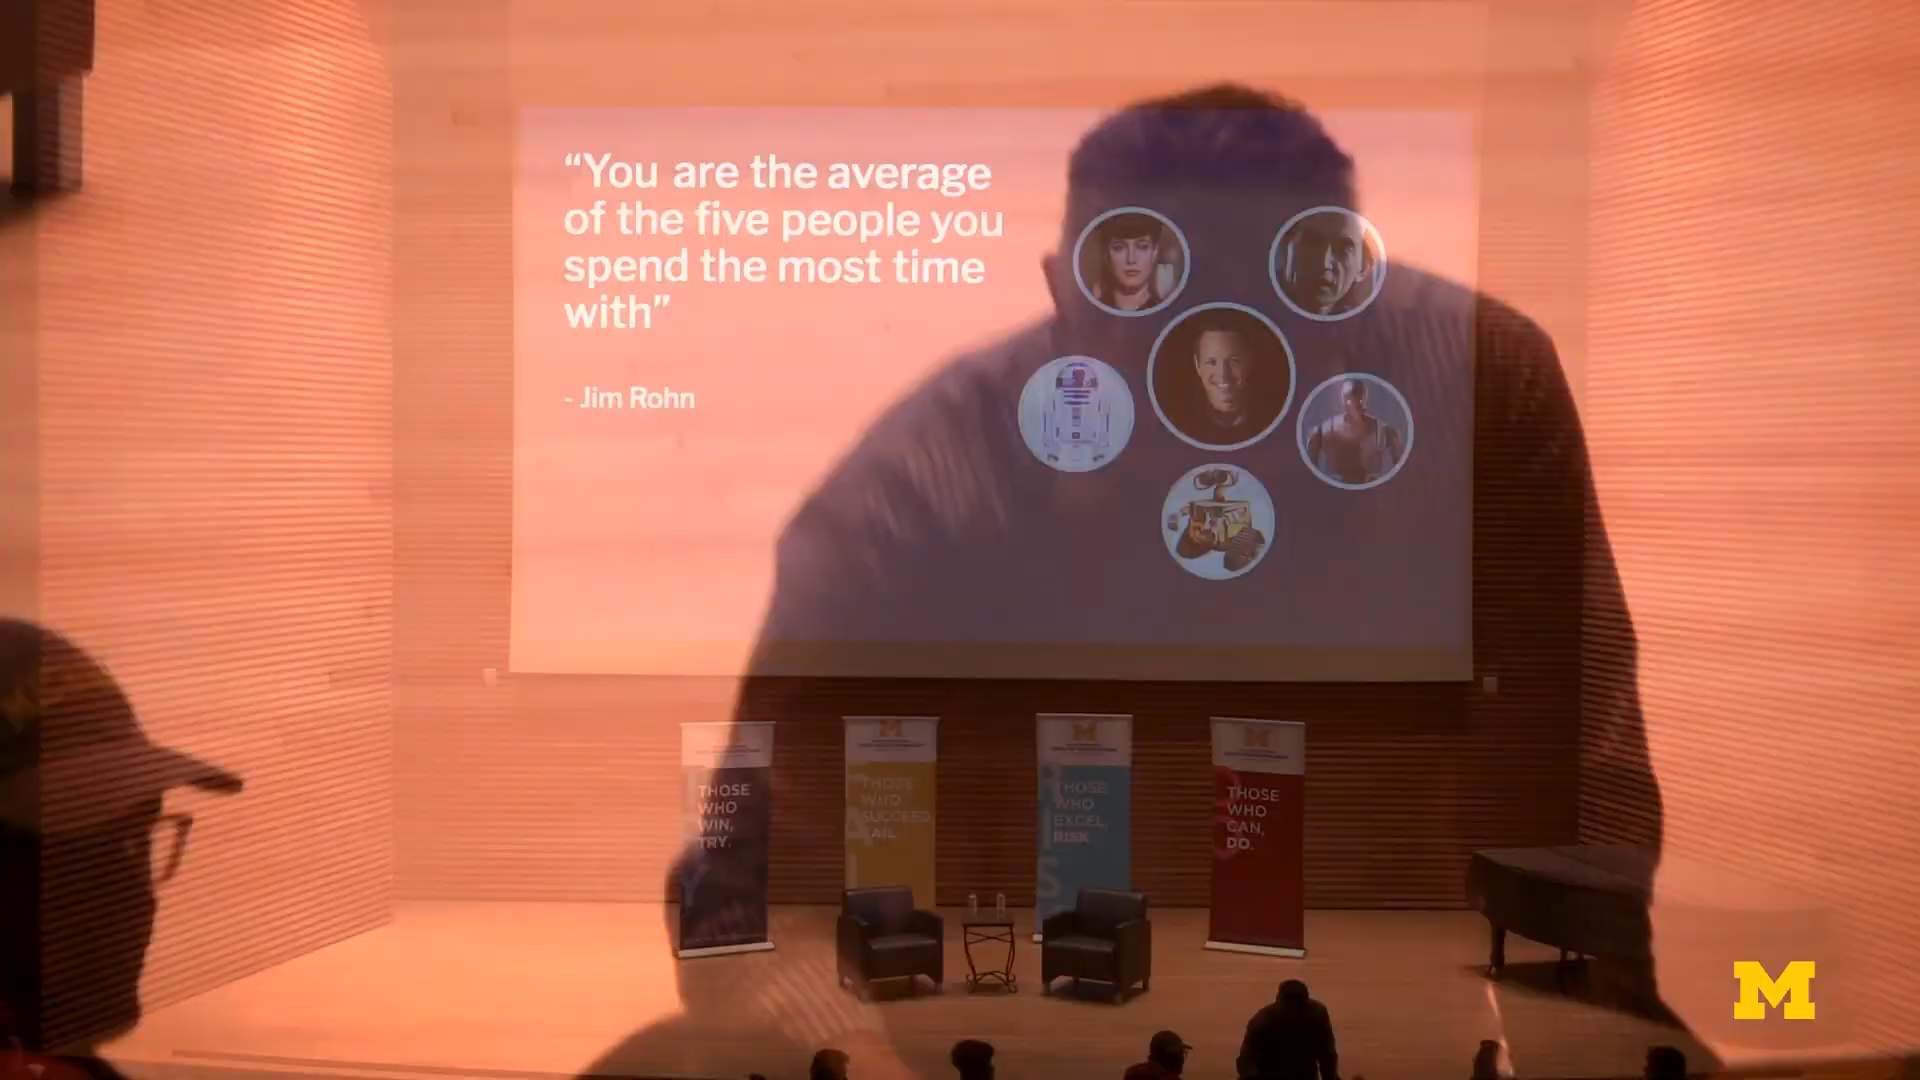 “You are the average
of the five people you
spend the most time
with”
- Jim Rohn
THOSE
WHO
WIN,
TRY.
M
THOSE
WHO
SUCCEED
FAIL.
M
THOSE
WHO
EXCEL,
RISK.
M
THOSE
WHO
CAN,
DO.
M